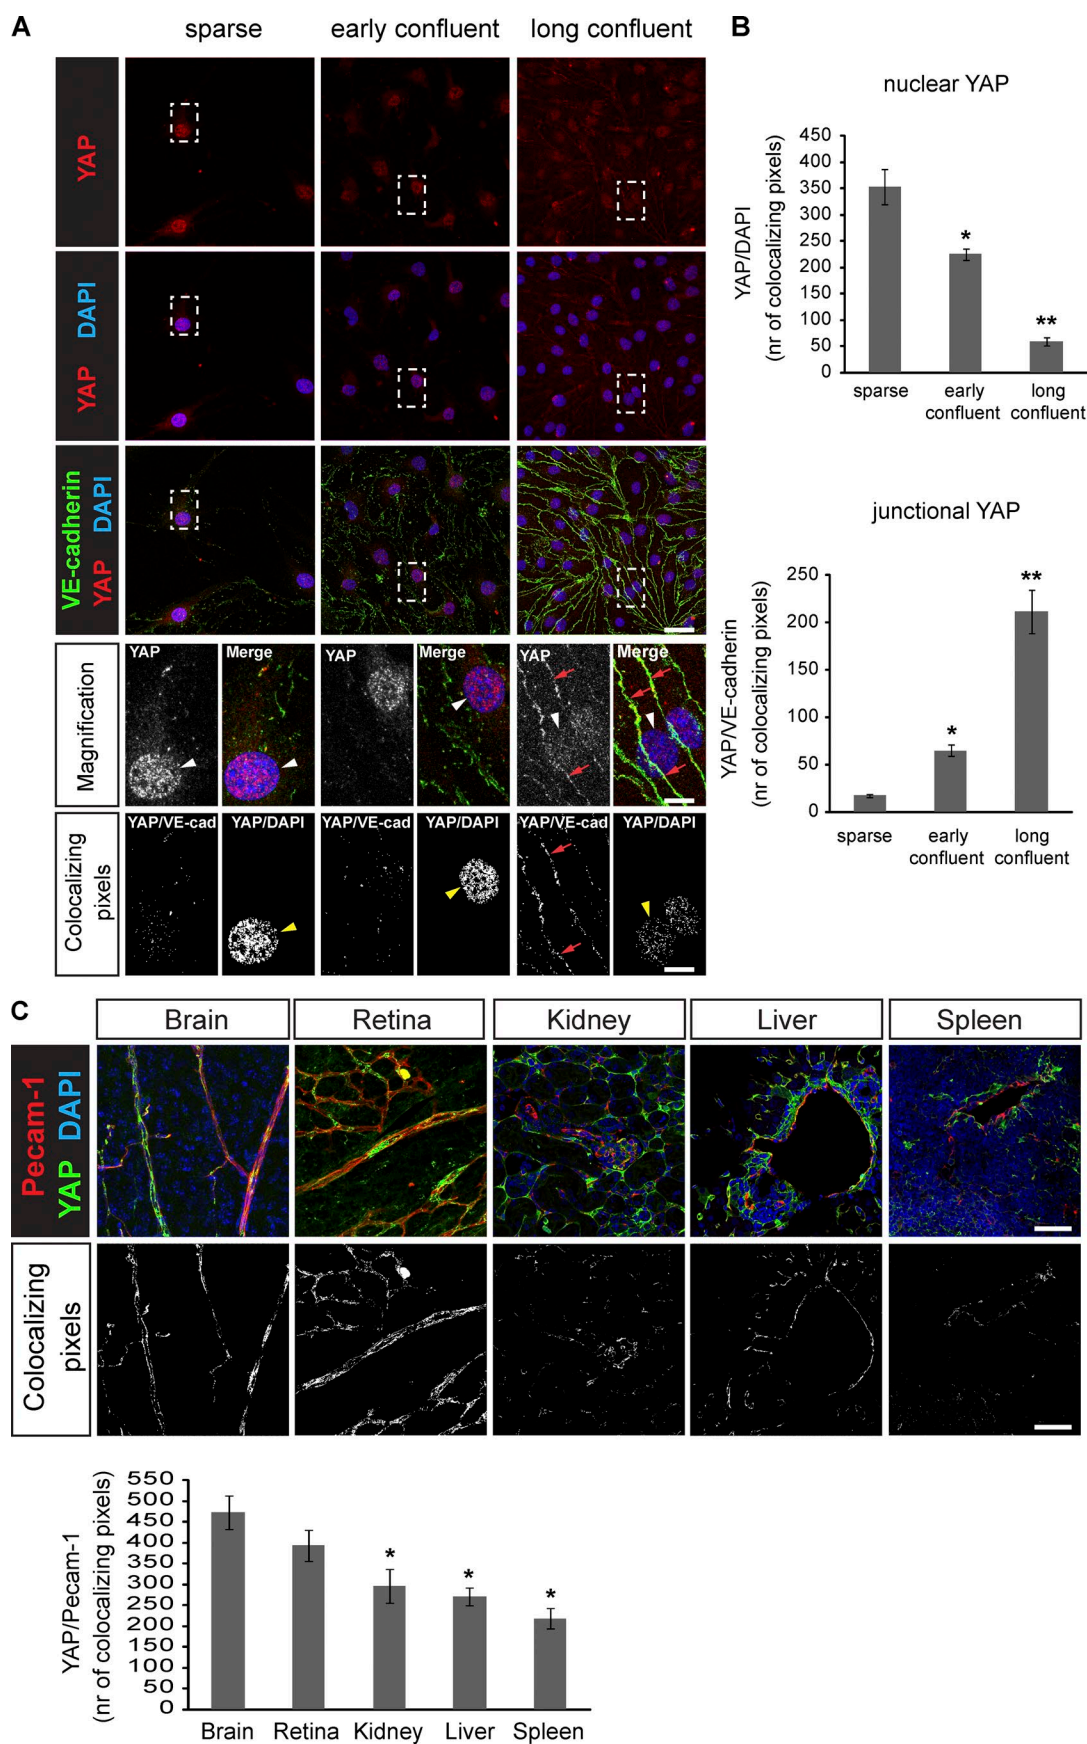 A
sparse
early confluent
long confluent
YAP
YAP DAPI
VE-cadherin
YAP DAPI
Magnification
YAP
Merge
YAP
Merge
YAP
Merge
Colocalizing
pixels
YAP/VE-cad
YAP/DAPI
YAP/VE-cad
YAP/DAPI
YAP/VE-cad
YAP/DAPI
B
nuclear YAP
YAP/DAPI
(nr of colocalizing pixels)
450
400
350
300
250
200
150
100
50
0
*
**
sparse
early
confluent
long
confluent
junctional YAP
YAP/VE-cadherin
(nr of colocalizing pixels)
250
200
150
100
50
0
*
**
sparse
early
confluent
long
confluent
C
Brain
Retina
Kidney
Liver
Spleen
Pecam-1
YAP DAPI
Colocalizing
pixels
YAP/Pecam-1
(nr of colocalizing pixels)
550
500
450
400
350
300
250
200
150
100
50
0
*
*
*
Brain
Retina
Kidney
Liver
Spleen